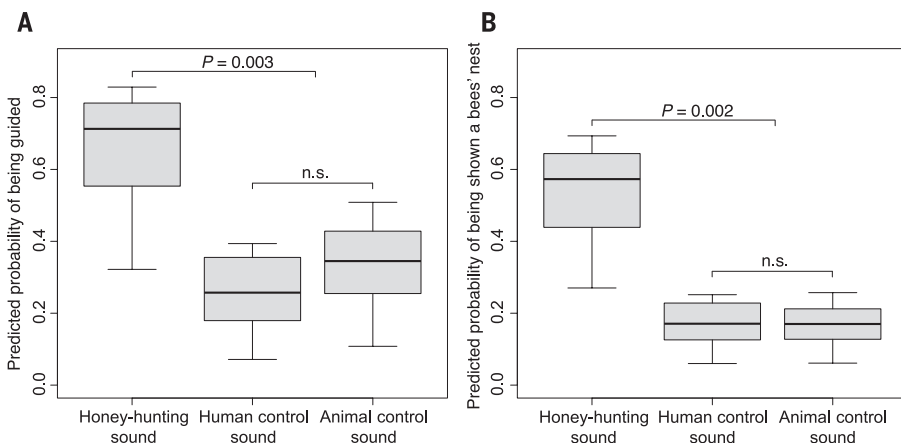 A
Predicted probability of being guided
0.0
0.2
0.4
0.6
0.8
P = 0.003
n.s.
Honey-hunting
sound
Human control
sound
Animal control
sound
B
Predicted probability of being shown a bees' nest
0.0
0.2
0.4
0.6
0.8
P = 0.002
n.s.
Honey-hunting
sound
Human control
sound
Animal control
sound